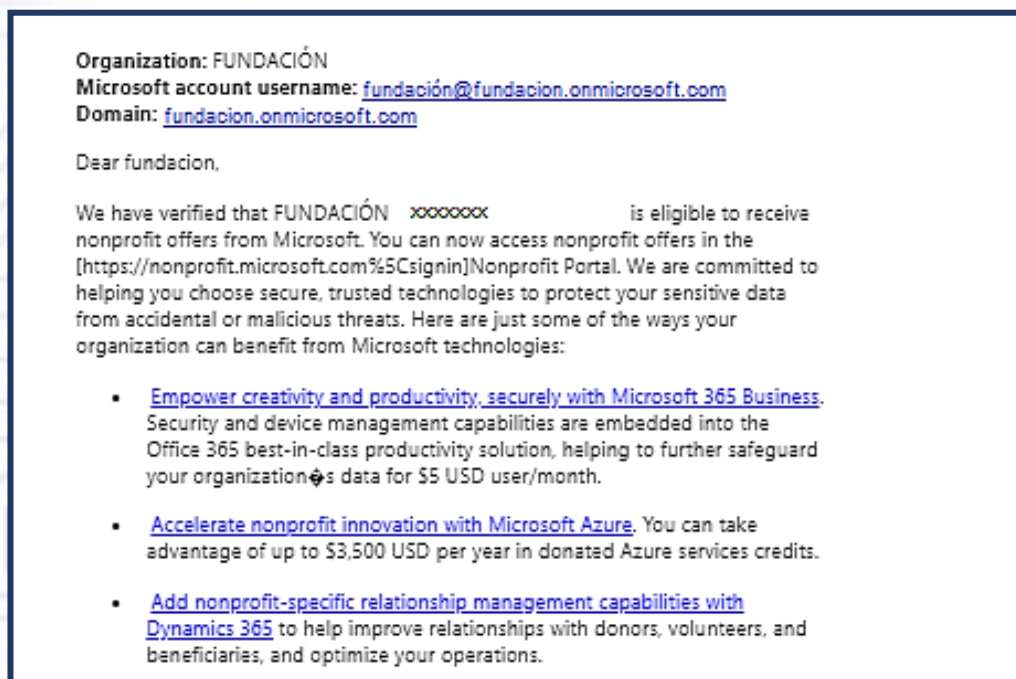 Organization: FUNDACIÓN
Microsoft account username: fundación@fundacion.onmicrosoft.com
Domain: fundacion.onmicrosoft.com
Dear fundacion,
We have verified that FUNDACIÓN xxxxxxx is eligible to receive
nonprofit offers from Microsoft. You can now access nonprofit offers in the
[https://nonprofit.microsoft.com%5Csignin]Nonprofit Portal. We are committed to
helping you choose secure, trusted technologies to protect your sensitive data
from accidental or malicious threats. Here are just some of the ways your
organization can benefit from Microsoft technologies:
• Empower creativity and productivity, securely with Microsoft 365 Business.
Security and device management capabilities are embedded into the
Office 365 best-in-class productivity solution, helping to further safeguard
your organization�s data for $5 USD user/month.
• Accelerate nonprofit innovation with Microsoft Azure. You can take
advantage of up to $3,500 USD per year in donated Azure services credits.
• Add nonprofit-specific relationship management capabilities with
Dynamics 365 to help improve relationships with donors, volunteers, and
beneficiaries, and optimize your operations.